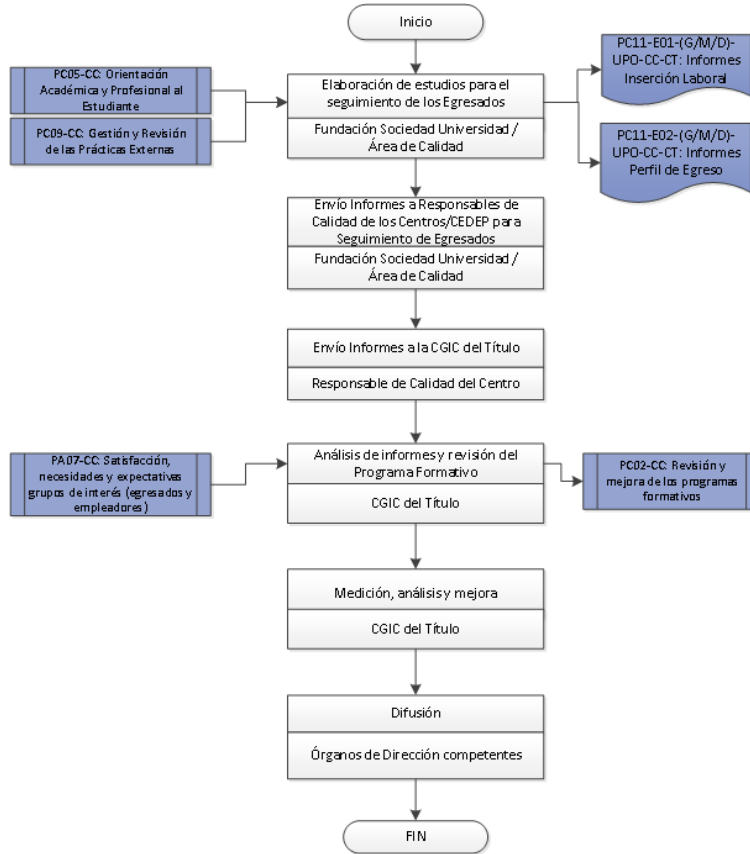 Inicio
PC05-CC: Orientación
Académica y Profesional al
Estudiante
PC09-CC: Gestión y Revisión
de las Prácticas Externas
Elaboración de estudios para el
seguimiento de los Egresados
Fundación Sociedad Universidad /
Área de Calidad
PC11-E01-(G/M/D)-
UPO-CC-CT: Informes
Inserción Laboral
PC11-E02-(G/M/D)-
UPO-CC-CT: Informes
Perfil de Egreso
Envío Informes a Responsables de
Calidad de los Centros/CEDEP para
Seguimiento de Egresados
Fundación Sociedad Universidad /
Área de Calidad
Envío Informes a la CGIC del Título
Responsable de Calidad del Centro
PA07-CC: Satisfacción,
necesidades y expectativas
grupos de interés (egresados y
empleadores)
Análisis de informes y revisión del
Programa Formativo
CGIC del Título
PC02-CC: Revisión y
mejora de los programas
formativos
Medición, análisis y mejora
CGIC del Título
Difusión
Órganos de Dirección competentes
FIN